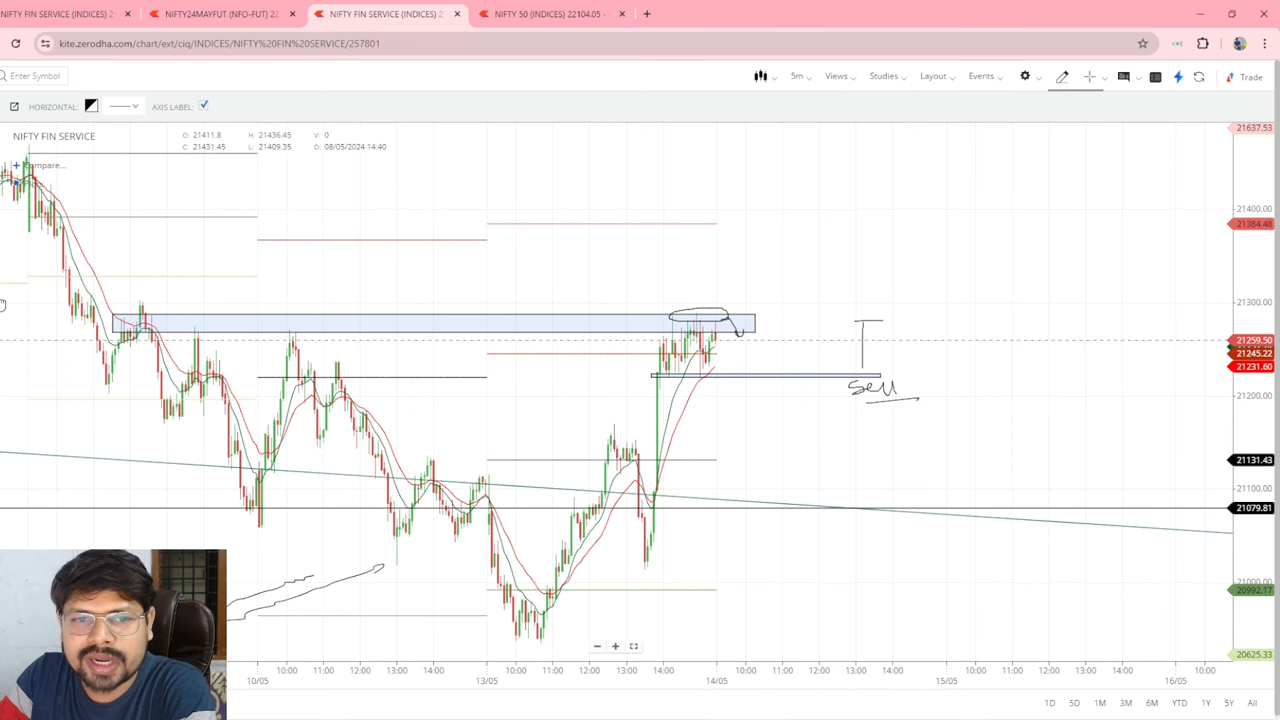 NIFTY FIN SERVICE (INDICES) 2
NIFTY24MAYFUT (NFO-FUT) 22
NIFTY FIN SERVICE (INDICES) 2
NIFTY 50 (INDICES) 22104.05 -
kite.zerodha.com/chart/ext/ciq/INDICES/NIFTY%20FIN%20SERVICE/257801
Enter Symbol
5m
Views
Studies
Layout
Events
Trade
HORIZONTAL:
AXIS LABEL:
NIFTY FIN SERVICE
O: 21411.8 H: 21436.45 V: 0
C: 21431.45 L: 21409.35 D: 08/05/2024 14:40
Compare...
21637.53
21400.00
21384.48
21300.00
21259.50
21245.22
21231.60
Sell
21200.00
21131.43
21100.00
21079.81
21000.00
20992.17
20625.33
10:00 11:00 12:00 13:00 14:00 10:00 11:00 12:00 13:00 14:00 10:00 11:00 12:00 13:00 14:00 10:00 11:00 12:00 13:00 14:00 10:00
10/05 13/05 14/05 15/05 16/05
1D 5D 1M 3M 6M YTD 1Y 5Y All